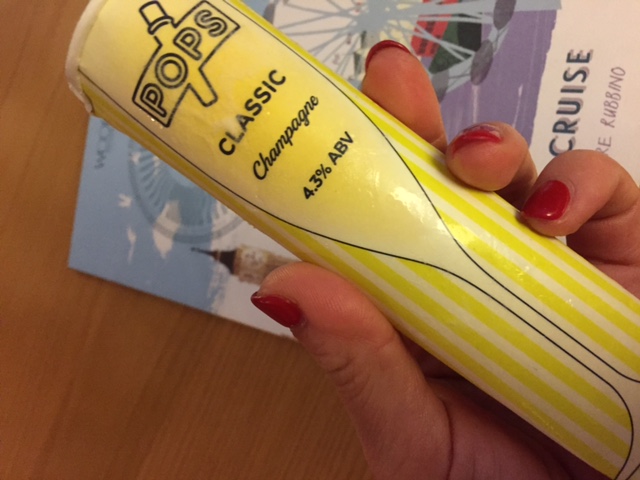 POPS
CLASSIC
Champagne
4.3% ABV
CRUISE
RUBBINO